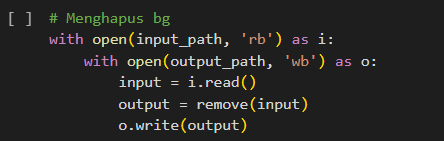 [ ] # Menghapus bg
with open(input_path, 'rb') as i:
    with open(output_path, 'wb') as o:
        input = i.read()
        output = remove(input)
        o.write(output)